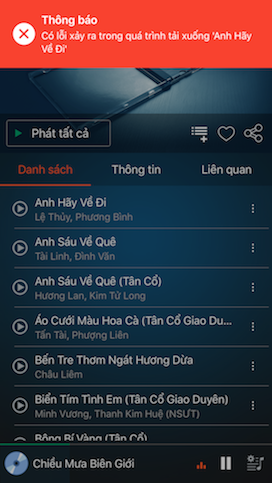 Thông báo
Có lỗi xảy ra trong quá trình tải xuống 'Anh Hãy
Về Đi'
Phát tất cả
Danh sách
Thông tin
Liên quan
Anh Hãy Về Đi
Lệ Thủy, Phương Bình
Anh Sáu Về Quê
Tài Linh, Đình Văn
Anh Sáu Về Quê (Tân Cổ)
Hương Lan, Kim Tử Long
Áo Cưới Màu Hoa Cà (Tân Cổ Giao Du...
Tấn Tài, Phượng Liên
Bến Tre Thơm Ngát Hương Dừa
Châu Liêm
Biển Tím Tình Em (Tân Cổ Giao Duyên)
Minh Vương, Thanh Kim Huệ (NSƯT)
Bông Bí Vàng (Tân Cổ)
Chiều Mưa Biên Giới